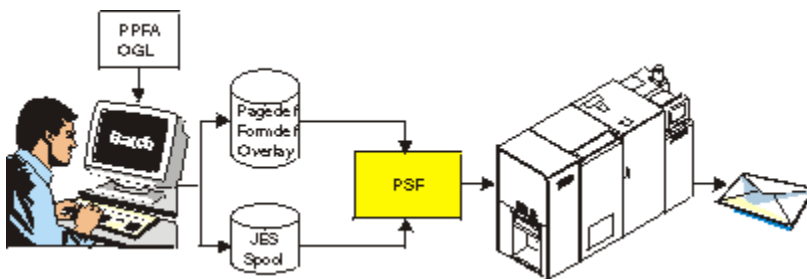 PPFA
OGL
Batch
Pagedef
Formdef
Overlay
PSF
JES
Spool